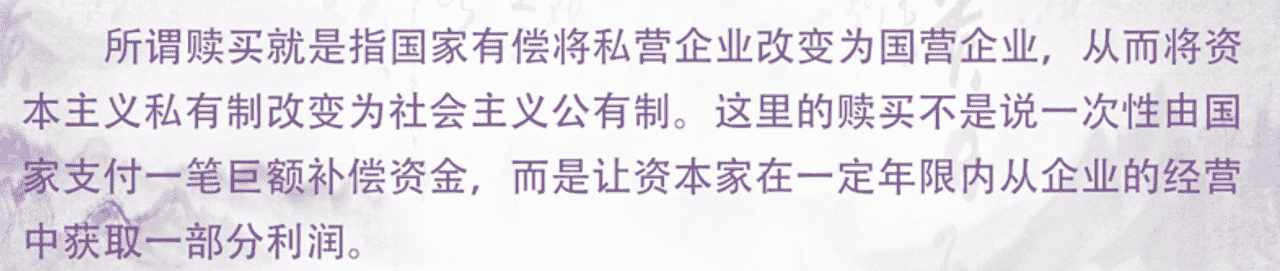 所谓赎买就是指国家有偿将私营企业改变为国营企业，从而将资
本主义私有制改变为社会主义公有制。这里的赎买不是说一次性由国
家支付一笔巨额补偿资金，而是让资本家在一定年限内从企业的经营
中获取一部分利润。